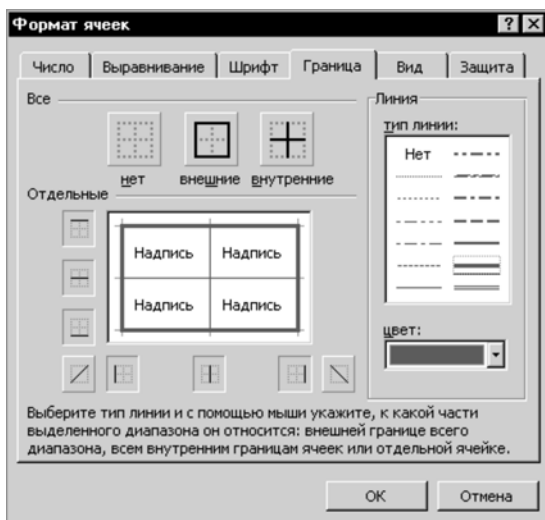 Формат ячеек
Число Выравнивание Шрифт Граница Вид Защита
Все
нет внешние внутренние
Отдельные
Надпись Надпись
Надпись Надпись
Линия
тип линии:
Нет
цвет:
Выберите тип линии и с помощью мыши укажите, к какой части
выделенного диапазона он относится: внешней границе всего
диапазона, всем внутренним границам ячеек или отдельной ячейке.
OK Отмена